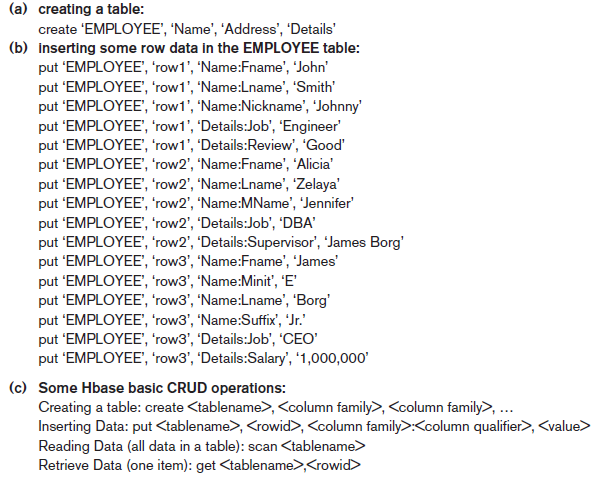 (a) creating a table:
create ‘EMPLOYEE’, ‘Name’, ‘Address’, ‘Details’
(b) inserting some row data in the EMPLOYEE table:
put ‘EMPLOYEE’, ‘row1’, ‘Name:Fname’, ‘John’
put ‘EMPLOYEE’, ‘row1’, ‘Name:Lname’, ‘Smith’
put ‘EMPLOYEE’, ‘row1’, ‘Name:Nickname’, ‘Johnny’
put ‘EMPLOYEE’, ‘row1’, ‘Details:Job’, ‘Engineer’
put ‘EMPLOYEE’, ‘row1’, ‘Details:Review’, ‘Good’
put ‘EMPLOYEE’, ‘row2’, ‘Name:Fname’, ‘Alicia’
put ‘EMPLOYEE’, ‘row2’, ‘Name:Lname’, ‘Zelaya’
put ‘EMPLOYEE’, ‘row2’, ‘Name:MName’, ‘Jennifer’
put ‘EMPLOYEE’, ‘row2’, ‘Details:Job’, ‘DBA’
put ‘EMPLOYEE’, ‘row2’, ‘Details:Supervisor’, ‘James Borg’
put ‘EMPLOYEE’, ‘row3’, ‘Name:Fname’, ‘James’
put ‘EMPLOYEE’, ‘row3’, ‘Name:Minit’, ‘E’
put ‘EMPLOYEE’, ‘row3’, ‘Name:Lname’, ‘Borg’
put ‘EMPLOYEE’, ‘row3’, ‘Name:Suffix’, ‘Jr.’
put ‘EMPLOYEE’, ‘row3’, ‘Details:Job’, ‘CEO’
put ‘EMPLOYEE’, ‘row3’, ‘Details:Salary’, ‘1,000,000’
(c) Some Hbase basic CRUD operations:
Creating a table: create <tablename>, <column family>, <column family>, …
Inserting Data: put <tablename>, <rowid>, <column family>:<column qualifier>, <value>
Reading Data (all data in a table): scan <tablename>
Retrieve Data (one item): get <tablename>,<rowid>